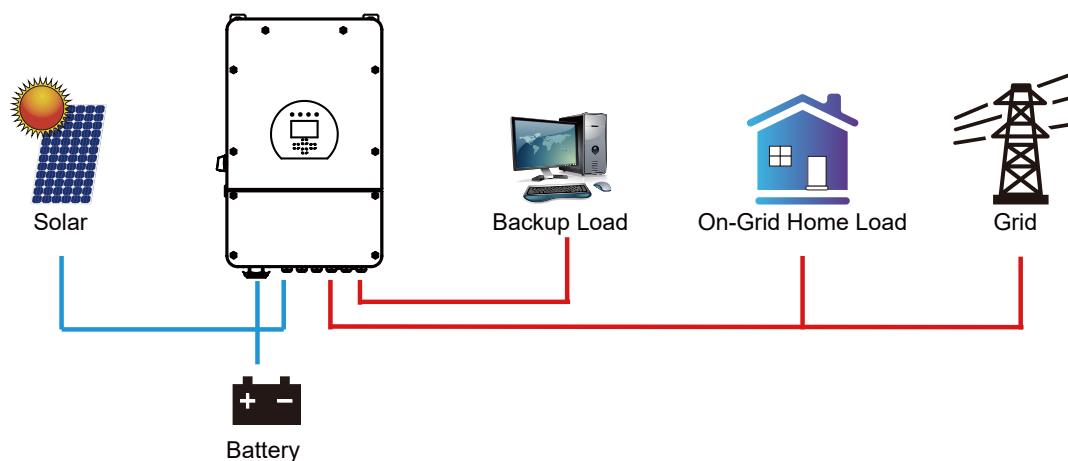 Solar
Backup Load
On-Grid Home Load
Grid
+ -
Battery